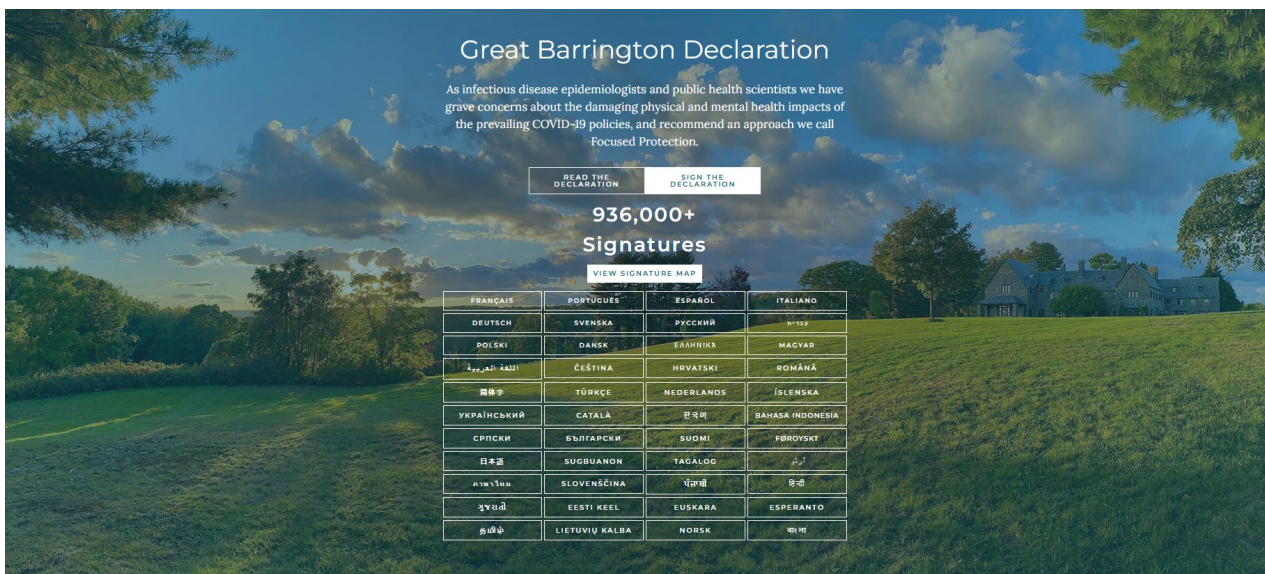 Great Barrington Declaration
As infectious disease epidemiologists and public health scientists we have
grave concerns about the damaging physical and mental health impacts of
the prevailing COVID-19 policies, and recommend an approach we call
Focused Protection.
READ THE
DECLARATION
SIGN THE
DECLARATION
936,000+
Signatures
VIEW SIGNATURE MAP
FRANÇAIS PORTUGUÊS ESPAÑOL ITALIANO
DEUTSCH SVENSKA РУССКИЙ עברית
POLSKI DANSK ΕΛΛΗΝΙΚΆ MAGYAR
اللغة العربية ČEŠTINA HRVATSKI ROMÂNĂ
简体字 TÜRKÇE NEDERLANDS ÍSLENSKA
УКРАЇНСЬКИЙ CATALÀ 한국어 BAHASA INDONESIA
СРПСКИ БЪЛГАРСКИ SUOMI FØROYSKT
日本語 SUGBUANON TAGALOG اُردُو
ภาษาไทย SLOVENŠČINA ਪੰਜਾਬੀ हिन्दी
ગુજરાતી EESTI KEEL EUSKARA ESPERANTO
தமிழ் LIETUVIŲ KALBA NORSK বাংলা